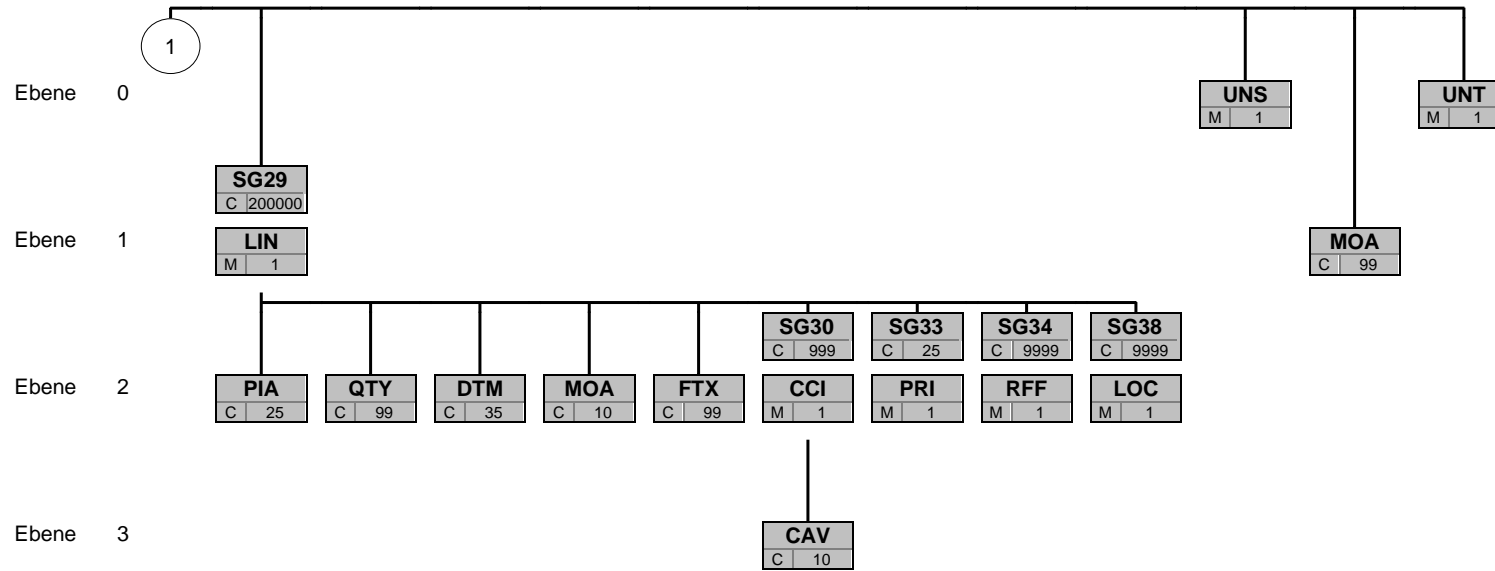 1
Ebene 0
UNS UNT
M 1 M 1
SG29
C 200000
Ebene 1
LIN MOA
M 1 C 99
SG30 SG33 SG34 SG38
C 999 C 25 C 9999 C 9999
Ebene 2
PIA QTY DTM MOA FTX CCI PRI RFF LOC
C 25 C 99 C 35 C 10 C 99 M 1 M 1 M 1 M 1
Ebene 3
CAV
C 10